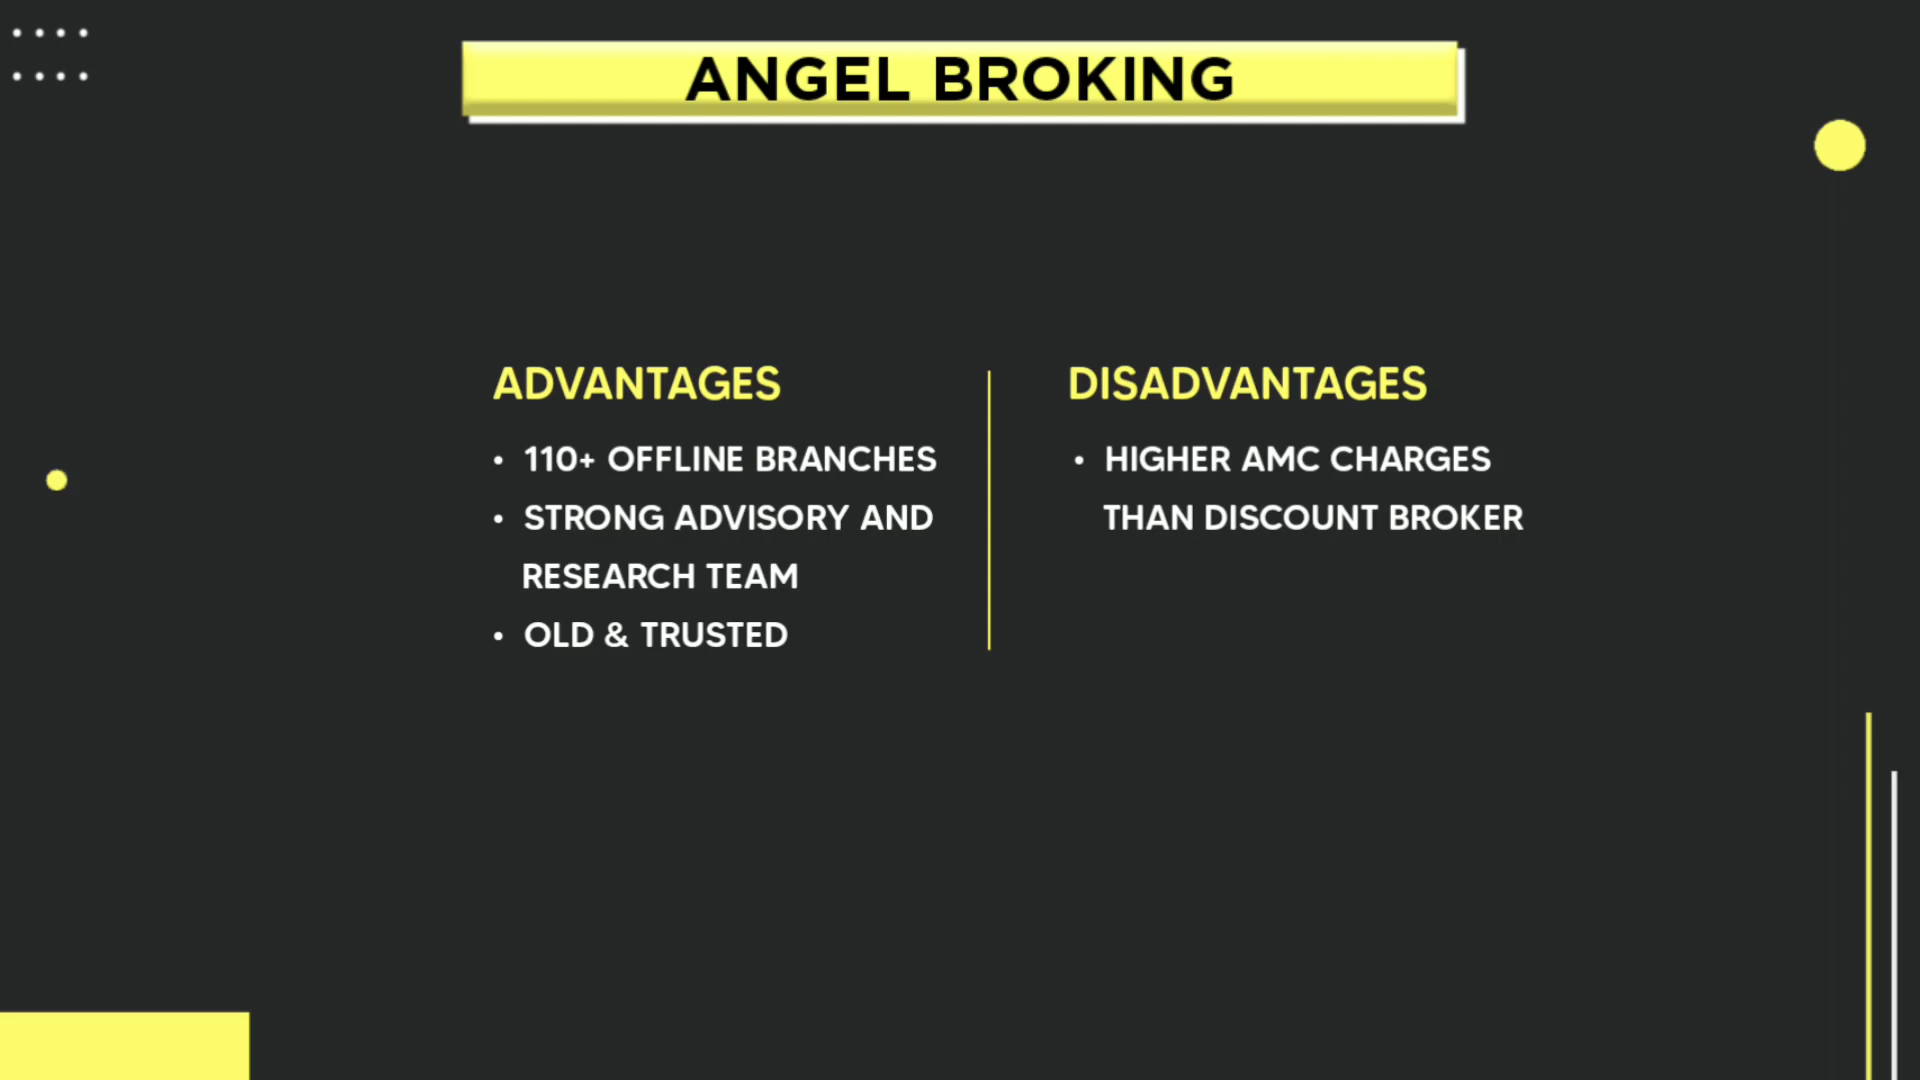 ANGEL BROKING
ADVANTAGES
• 110+ OFFLINE BRANCHES
• STRONG ADVISORY AND
RESEARCH TEAM
• OLD & TRUSTED
DISADVANTAGES
• HIGHER AMC CHARGES
THAN DISCOUNT BROKER